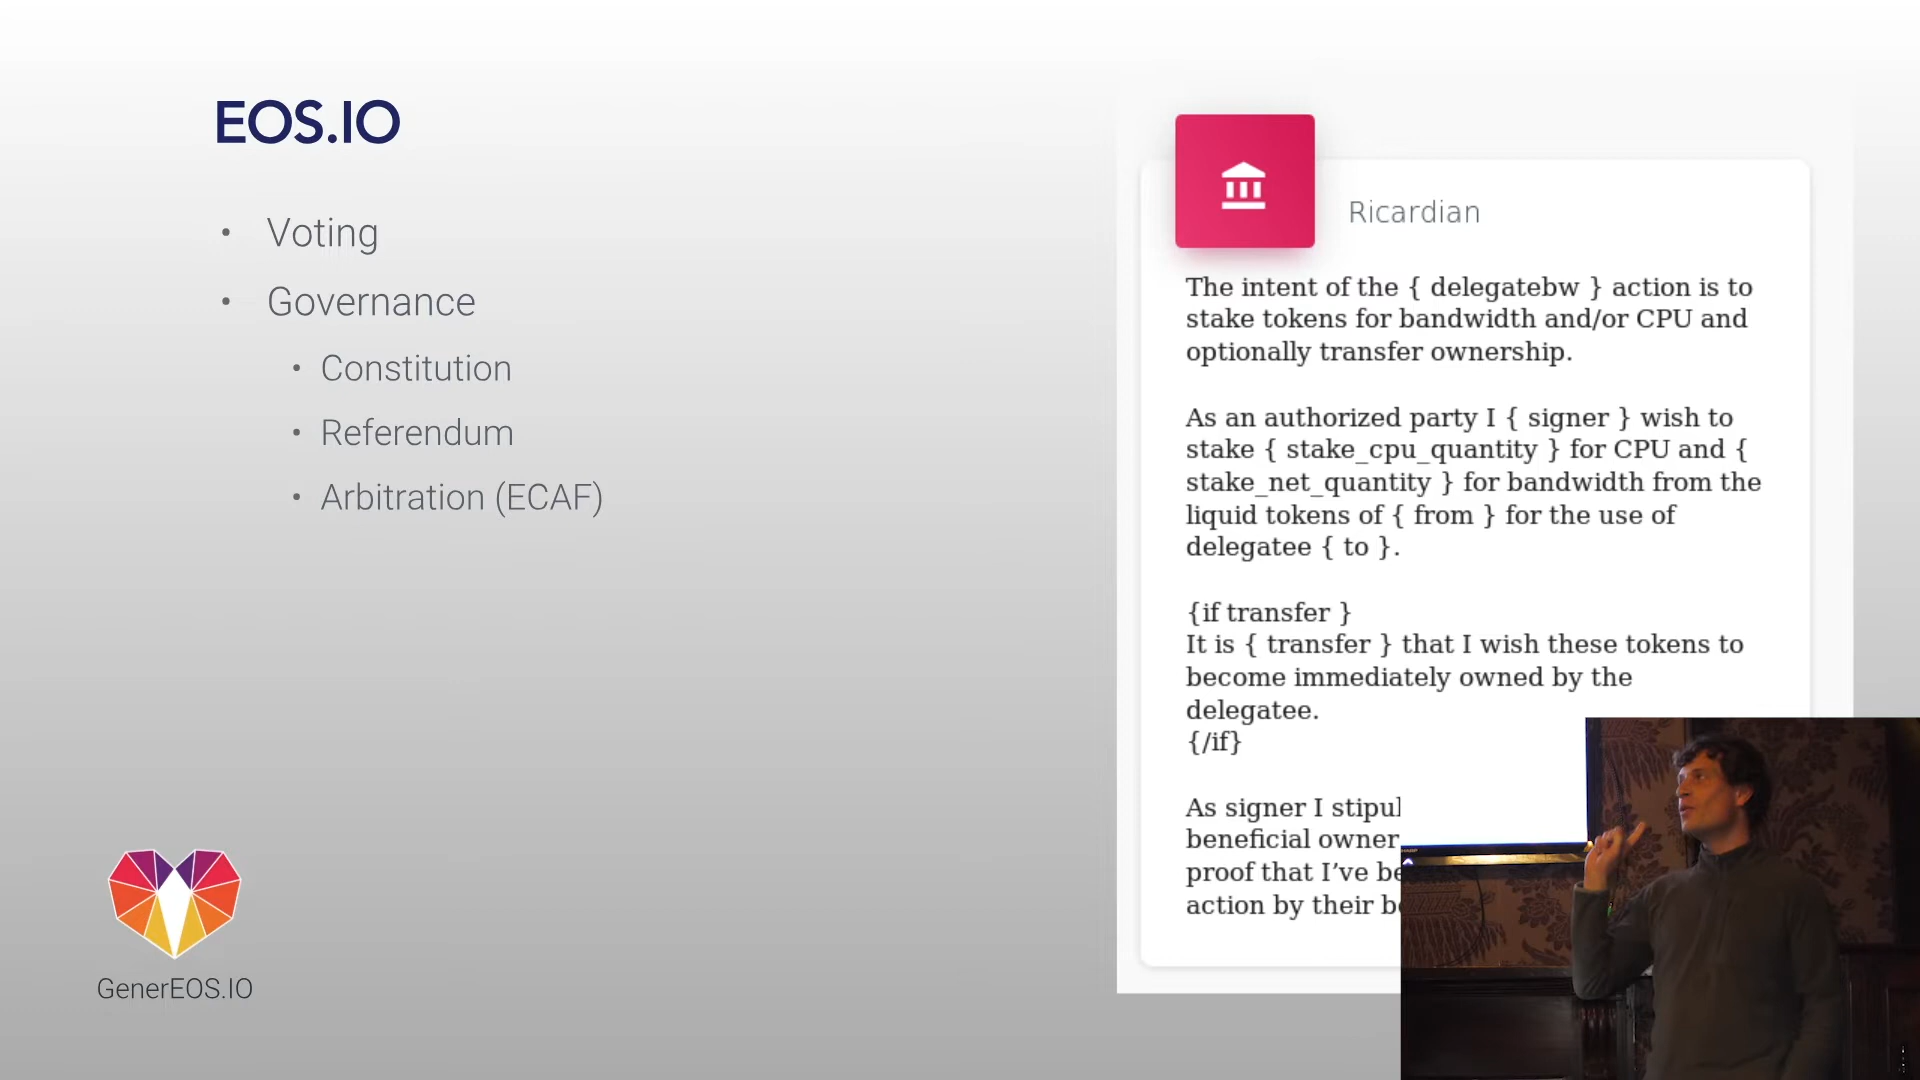 EOS.IO
• Voting
• Governance
• Constitution
• Referendum
• Arbitration (ECAF)
GenerEOS.IO
Ricardian
The intent of the { delegatebw } action is to
stake tokens for bandwidth and/or CPU and
optionally transfer ownership.
As an authorized party I { signer } wish to
stake { stake_cpu_quantity } for CPU and {
stake_net_quantity } for bandwidth from the
liquid tokens of { from } for the use of
delegatee { to }.
{if transfer }
It is { transfer } that I wish these tokens to
become immediately owned by the
delegatee.
{/if}
As signer I stipul
beneficial owner
proof that I’ve be
action by their b